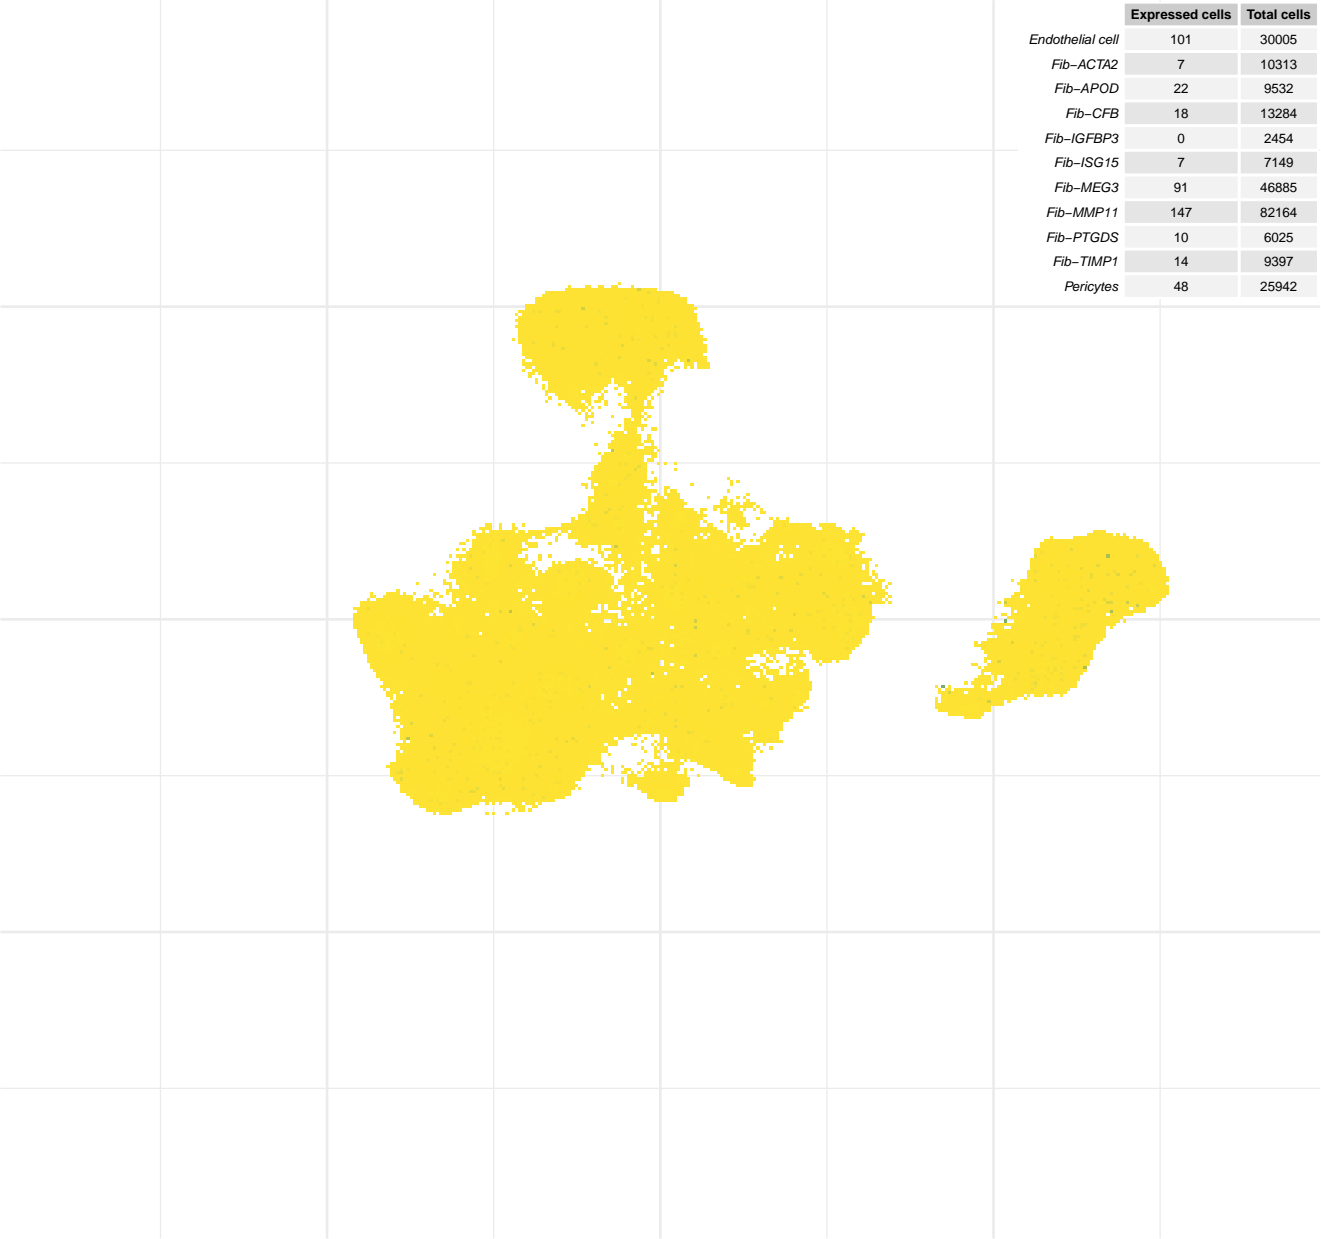 Expressed cells Total cells
Endothelial cell 101 30005
Fib−ACTA2 7 10313
Fib−APOD 22 9532
Fib−CFB 18 13284
Fib−IGFBP3 0 2454
Fib−ISG15 7 7149
Fib−MEG3 91 46885
Fib−MMP11 147 82164
Fib−PTGDS 10 6025
Fib−TIMP1 14 9397
Pericytes 48 25942